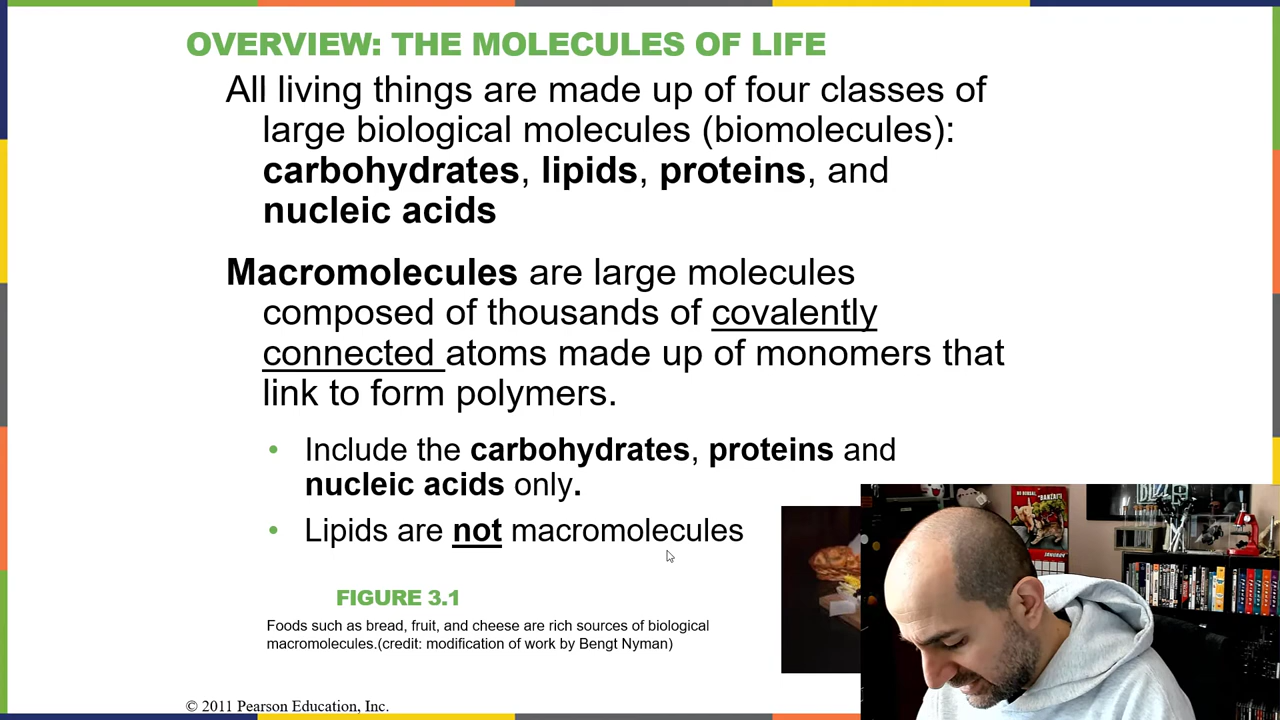 OVERVIEW: THE MOLECULES OF LIFE
All living things are made up of four classes of
large biological molecules (biomolecules):
carbohydrates, lipids, proteins, and
nucleic acids
Macromolecules are large molecules
composed of thousands of covalently
connected atoms made up of monomers that
link to form polymers.
• Include the carbohydrates, proteins and
nucleic acids only.
• Lipids are not macromolecules
FIGURE 3.1
Foods such as bread, fruit, and cheese are rich sources of biological
macromolecules.(credit: modification of work by Bengt Nyman)
© 2011 Pearson Education, Inc.
JANUARY